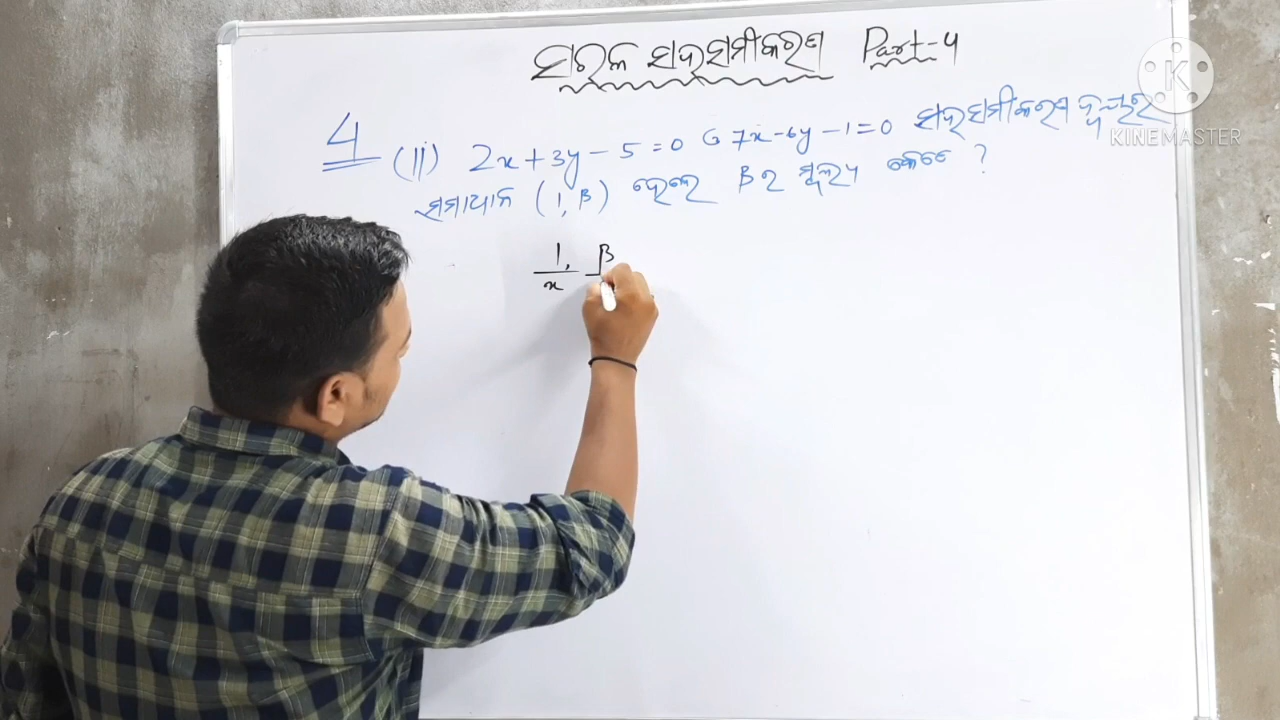 ସରଳ ସହସମୀକରଣ Part-4
4 (ii) 2x + 3y - 5 = 0 ଓ 7x - 6y - 1 = 0 ସହସମୀକରଣ ଦ୍ୱୟର
ସମାଧାନ (1, β) ହେଲେ β ର ମୂଲ୍ୟ କେତେ ?
1, β
x
K
KINEMASTER